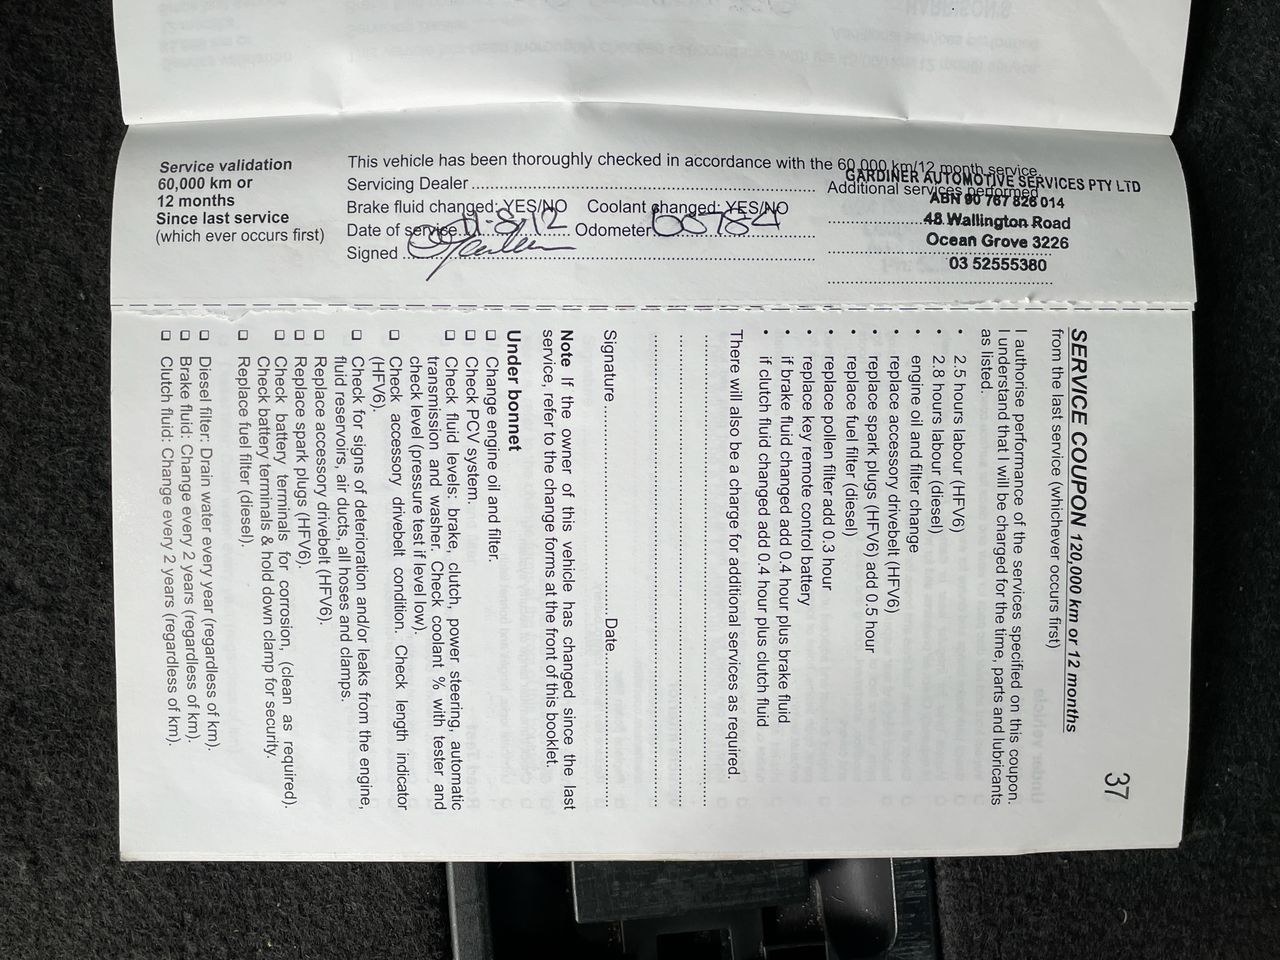 Service validation
60,000 km or
12 months
Since last service
(which ever occurs first)
This vehicle has been thoroughly checked in accordance with the 60,000 km/12 month service.
Servicing Dealer
Additional services performed
Brake fluid changed: YES/NO Coolant changed: YES/NO
Date of service Odometer 60784
Signed
GARDINER AUTOMOTIVE SERVICES PTY LTD
ABN 90 767 826 014
48 Wallington Road
Ocean Grove 3226
03 52555380
37
SERVICE COUPON 120,000 km or 12 months
from the last service (whichever occurs first)
I authorise performance of the services specified on this coupon.
I understand that I will be charged for the time, parts and lubricants
as listed.
• 2.5 hours labour (HFV6)
• 2.8 hours labour (diesel)
• engine oil and filter change
• replace accessory drivebelt (HFV6)
• replace spark plugs (HFV6) add 0.5 hour
• replace fuel filter (diesel)
• replace pollen filter add 0.3 hour
• replace key remote control battery
• if brake fluid changed add 0.4 hour plus brake fluid
• if clutch fluid changed add 0.4 hour plus clutch fluid
There will also be a charge for additional services as required.
Signature Date
Note If the owner of this vehicle has changed since the last
service, refer to the change forms at the front of this booklet.
Under bonnet
❑ Change engine oil and filter.
❑ Check PCV system.
❑ Check fluid levels: brake, clutch, power steering, automatic
transmission and washer. Check coolant % with tester and
check level (pressure test if level low).
❑ Check accessory drivebelt condition. Check length indicator
(HFV6).
❑ Check for signs of deterioration and/or leaks from the engine,
fluid reservoirs, air ducts, all hoses and clamps.
❑ Replace accessory drivebelt (HFV6).
❑ Replace spark plugs (HFV6).
❑ Check battery terminals for corrosion, (clean as required).
Check battery terminals & hold down clamp for security.
❑ Replace fuel filter (diesel).
❑ Diesel filter: Drain water every year (regardless of km).
❑ Brake fluid: Change every 2 years (regardless of km).
❑ Clutch fluid: Change every 2 years (regardless of km).